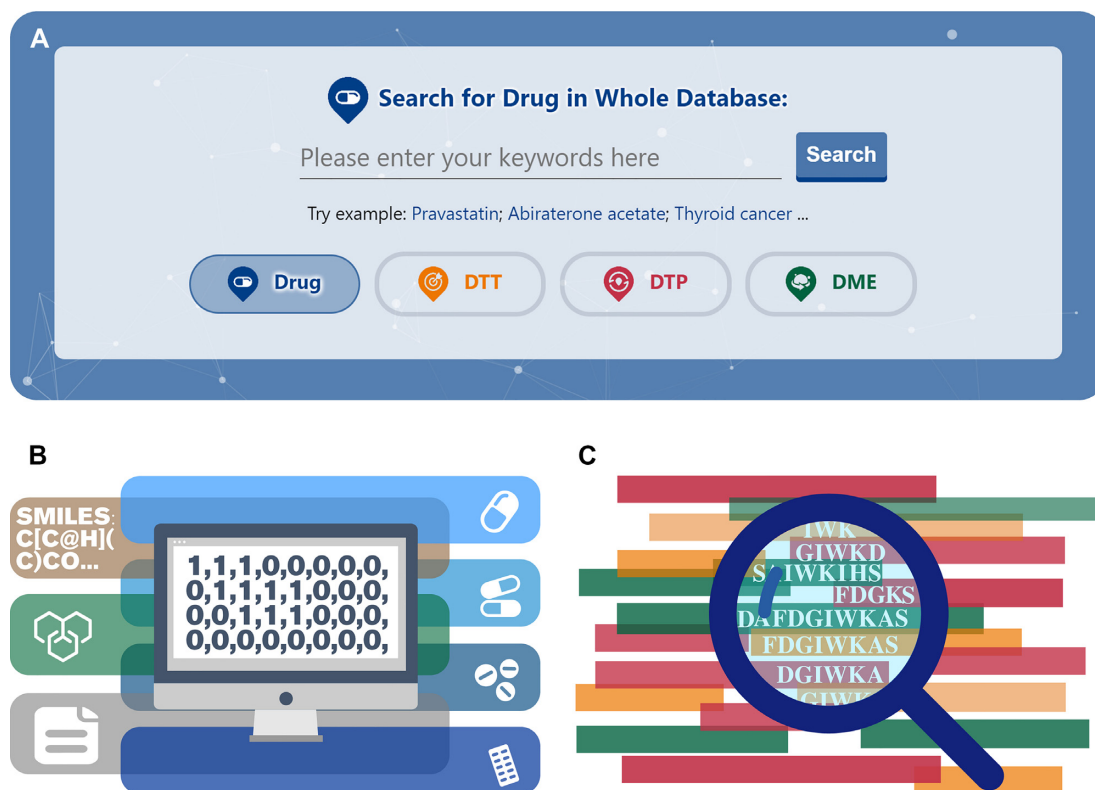 A
Search for Drug in Whole Database:
Please enter your keywords here
Search
Try example: Pravastatin; Abiraterone acetate; Thyroid cancer ...
Drug
DTT
DTP
DME
B
SMILES:
C[C@H](
C)CO...
1,1,1,0,0,0,0,0,
0,1,1,1,1,0,0,0,
0,0,1,1,1,0,0,0,
0,0,0,0,0,0,0,0,
C
IWK
GIWKD
IWKIHS
FDGKS
DAFDGIWKAS
FDGIWKAS
DGIWKA